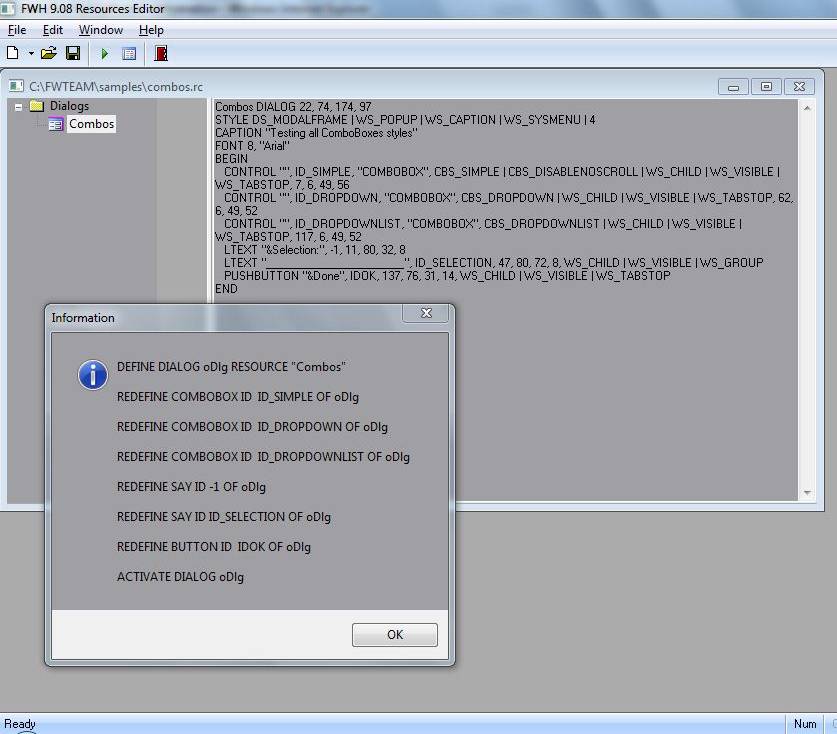 FWH 9.08 Resources Editor
File Edit Window Help
C:\FWTEAM\samples\combos.rc
Dialogs
Combos
Combos DIALOG 22, 74, 174, 97
STYLE DS_MODALFRAME | WS_POPUP | WS_CAPTION | WS_SYSMENU | 4
CAPTION "Testing all ComboBoxes styles"
FONT 8, "Arial"
BEGIN
CONTROL "", ID_SIMPLE, "COMBOBOX", CBS_SIMPLE | CBS_DISABLENOSCROLL | WS_CHILD | WS_VISIBLE |
WS_TABSTOP, 7, 6, 49, 56
CONTROL "", ID_DROPDOWN, "COMBOBOX", CBS_DROPDOWN | WS_CHILD | WS_VISIBLE | WS_TABSTOP, 62,
6, 49, 52
CONTROL "", ID_DROPDOWNLIST, "COMBOBOX", CBS_DROPDOWNLIST | WS_CHILD | WS_VISIBLE |
WS_TABSTOP, 117, 6, 49, 52
LTEXT "&Selection:", -1, 11, 80, 32, 8
LTEXT "____________________", ID_SELECTION, 47, 80, 72, 8, WS_CHILD | WS_VISIBLE | WS_GROUP
PUSHBUTTON "&Done", IDOK, 137, 76, 31, 14, WS_CHILD | WS_VISIBLE | WS_TABSTOP
END
Information
DEFINE DIALOG oDlg RESOURCE "Combos"
REDEFINE COMBOBOX ID  ID_SIMPLE OF oDlg
REDEFINE COMBOBOX ID  ID_DROPDOWN OF oDlg
REDEFINE COMBOBOX ID  ID_DROPDOWNLIST OF oDlg
REDEFINE SAY ID -1 OF oDlg
REDEFINE SAY ID ID_SELECTION OF oDlg
REDEFINE BUTTON ID  IDOK OF oDlg
ACTIVATE DIALOG oDlg
OK
Ready
Num